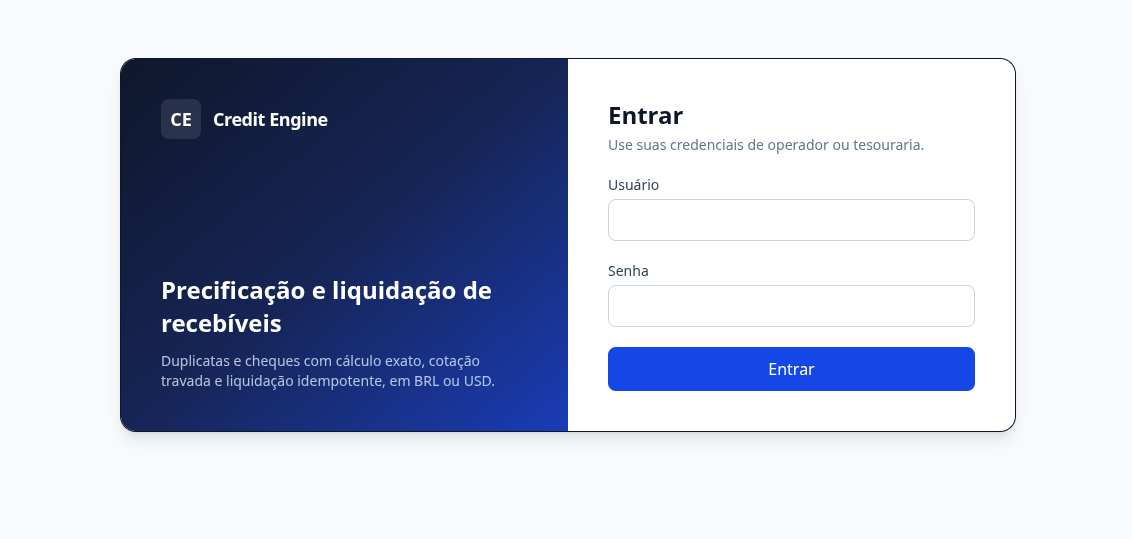 CE
Credit Engine
Precificação e liquidação de
recebíveis
Duplicatas e cheques com cálculo exato, cotação
travada e liquidação idempotente, em BRL ou USD.
Entrar
Use suas credenciais de operador ou tesouraria.
Usuário
Senha
Entrar